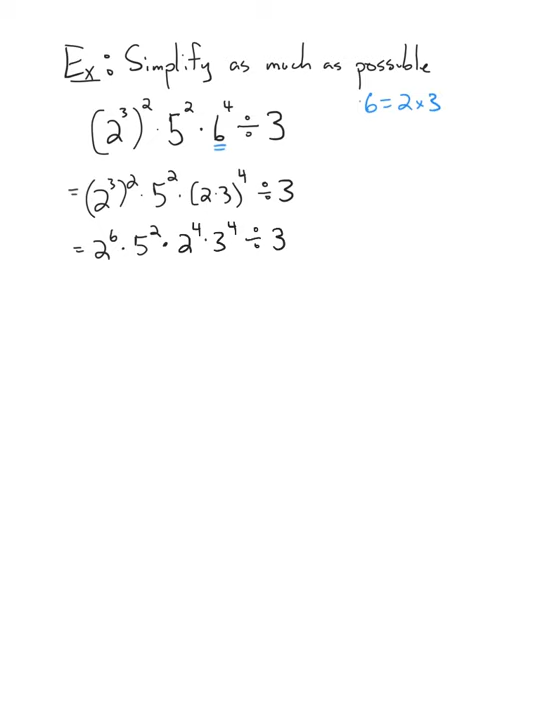 Ex: Simplify as much as possible
6 = 2 × 3
(2³)² · 5² · 6⁴ ÷ 3
= (2³)² · 5² · (2·3)⁴ ÷ 3
= 2⁶ · 5² · 2⁴ · 3⁴ ÷ 3